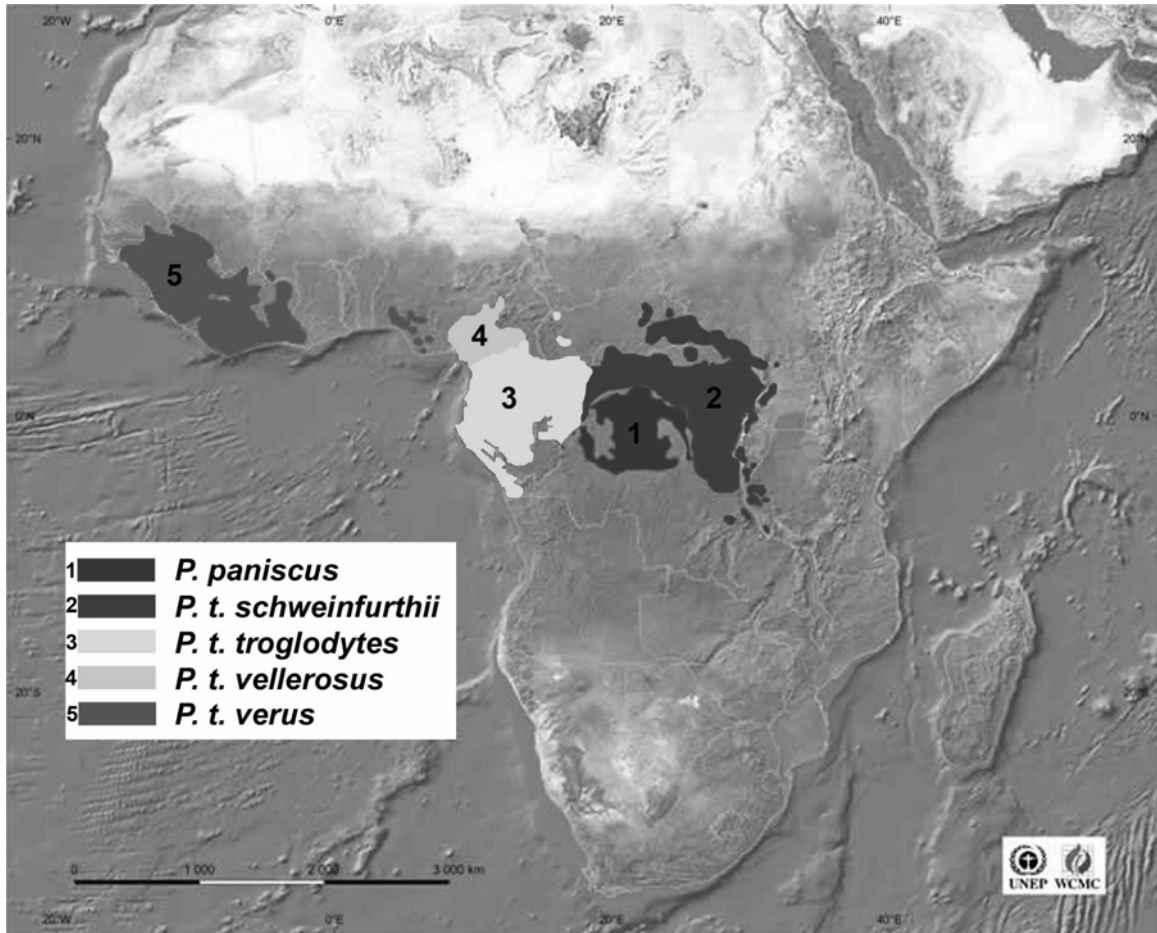 20°W 0°E 20°E 40°E
20°N 20°N
5
4
3
2
0°N 0°N
1
1 P. paniscus
2 P. t. schweinfurthii
3 P. t. troglodytes
4 P. t. vellerosus
5 P. t. verus
20°S 20°S
0 1 000 2 000 3 000 km
UNEP WCMC
20°W 0°E 20°E 40°E